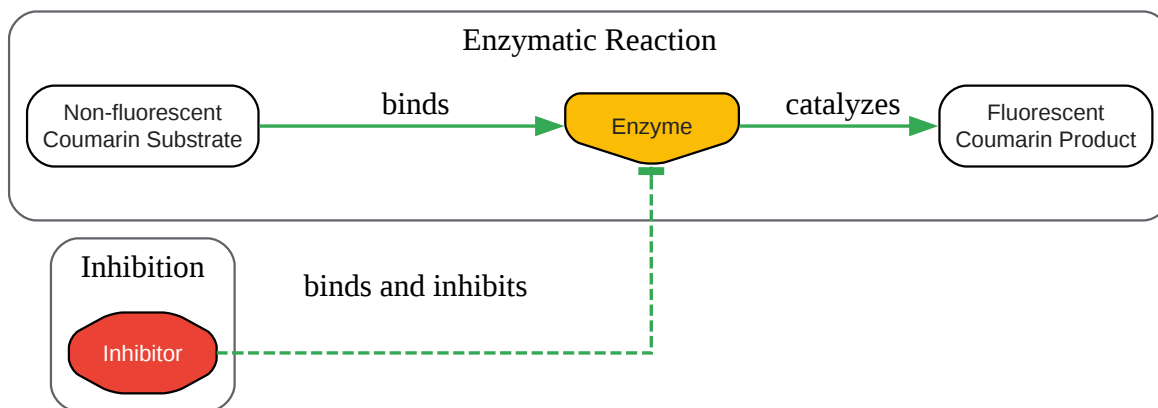 Enzymatic Reaction
Non-fluorescent
Coumarin Substrate
binds
Enzyme
catalyzes
Fluorescent
Coumarin Product
Inhibition
binds and inhibits
Inhibitor